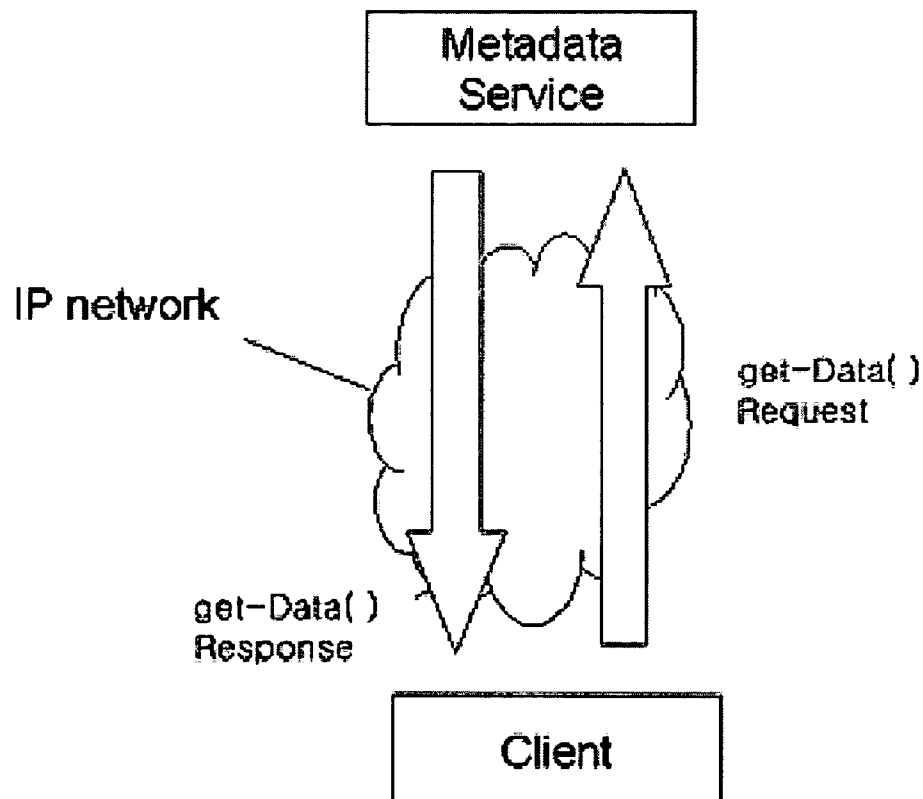 Metadata
Service
IP network
get-Data( )
Request
get-Data( )
Response
Client